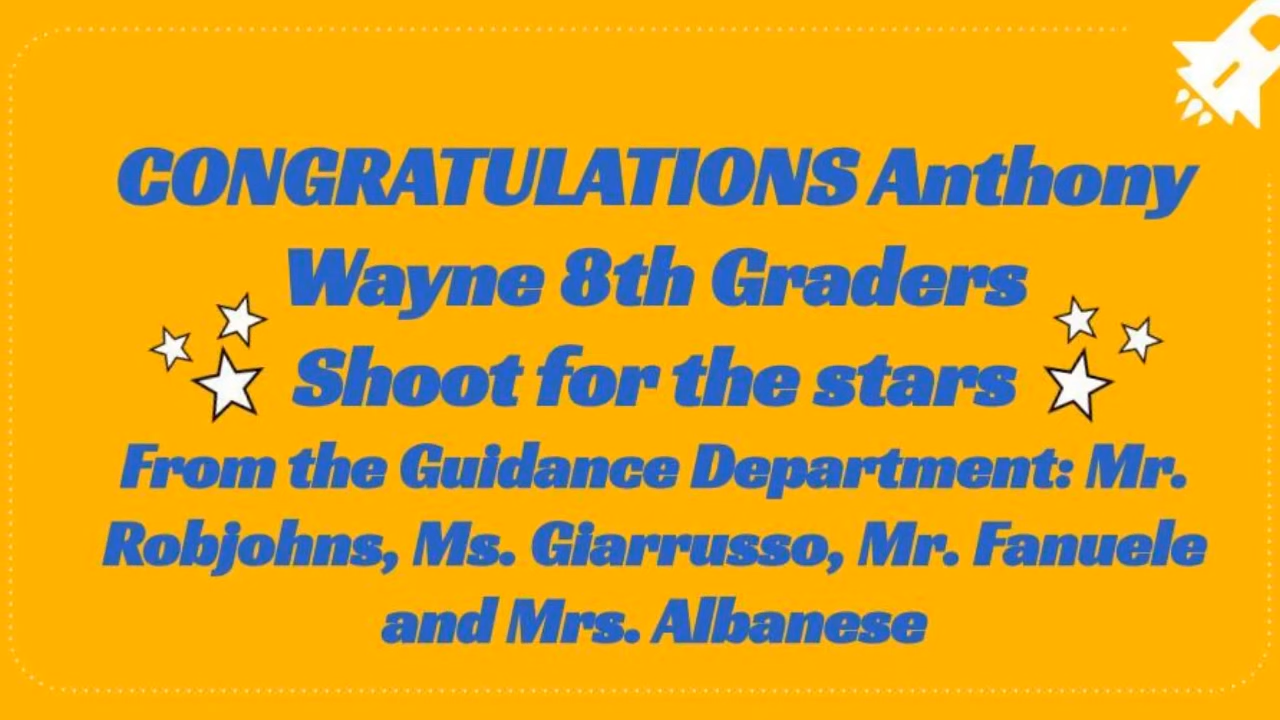 CONGRATULATIONS Anthony
Wayne 8th Graders
Shoot for the stars
From the Guidance Department: Mr.
Robjohns, Ms. Giarrusso, Mr. Fanuele
and Mrs. Albanese